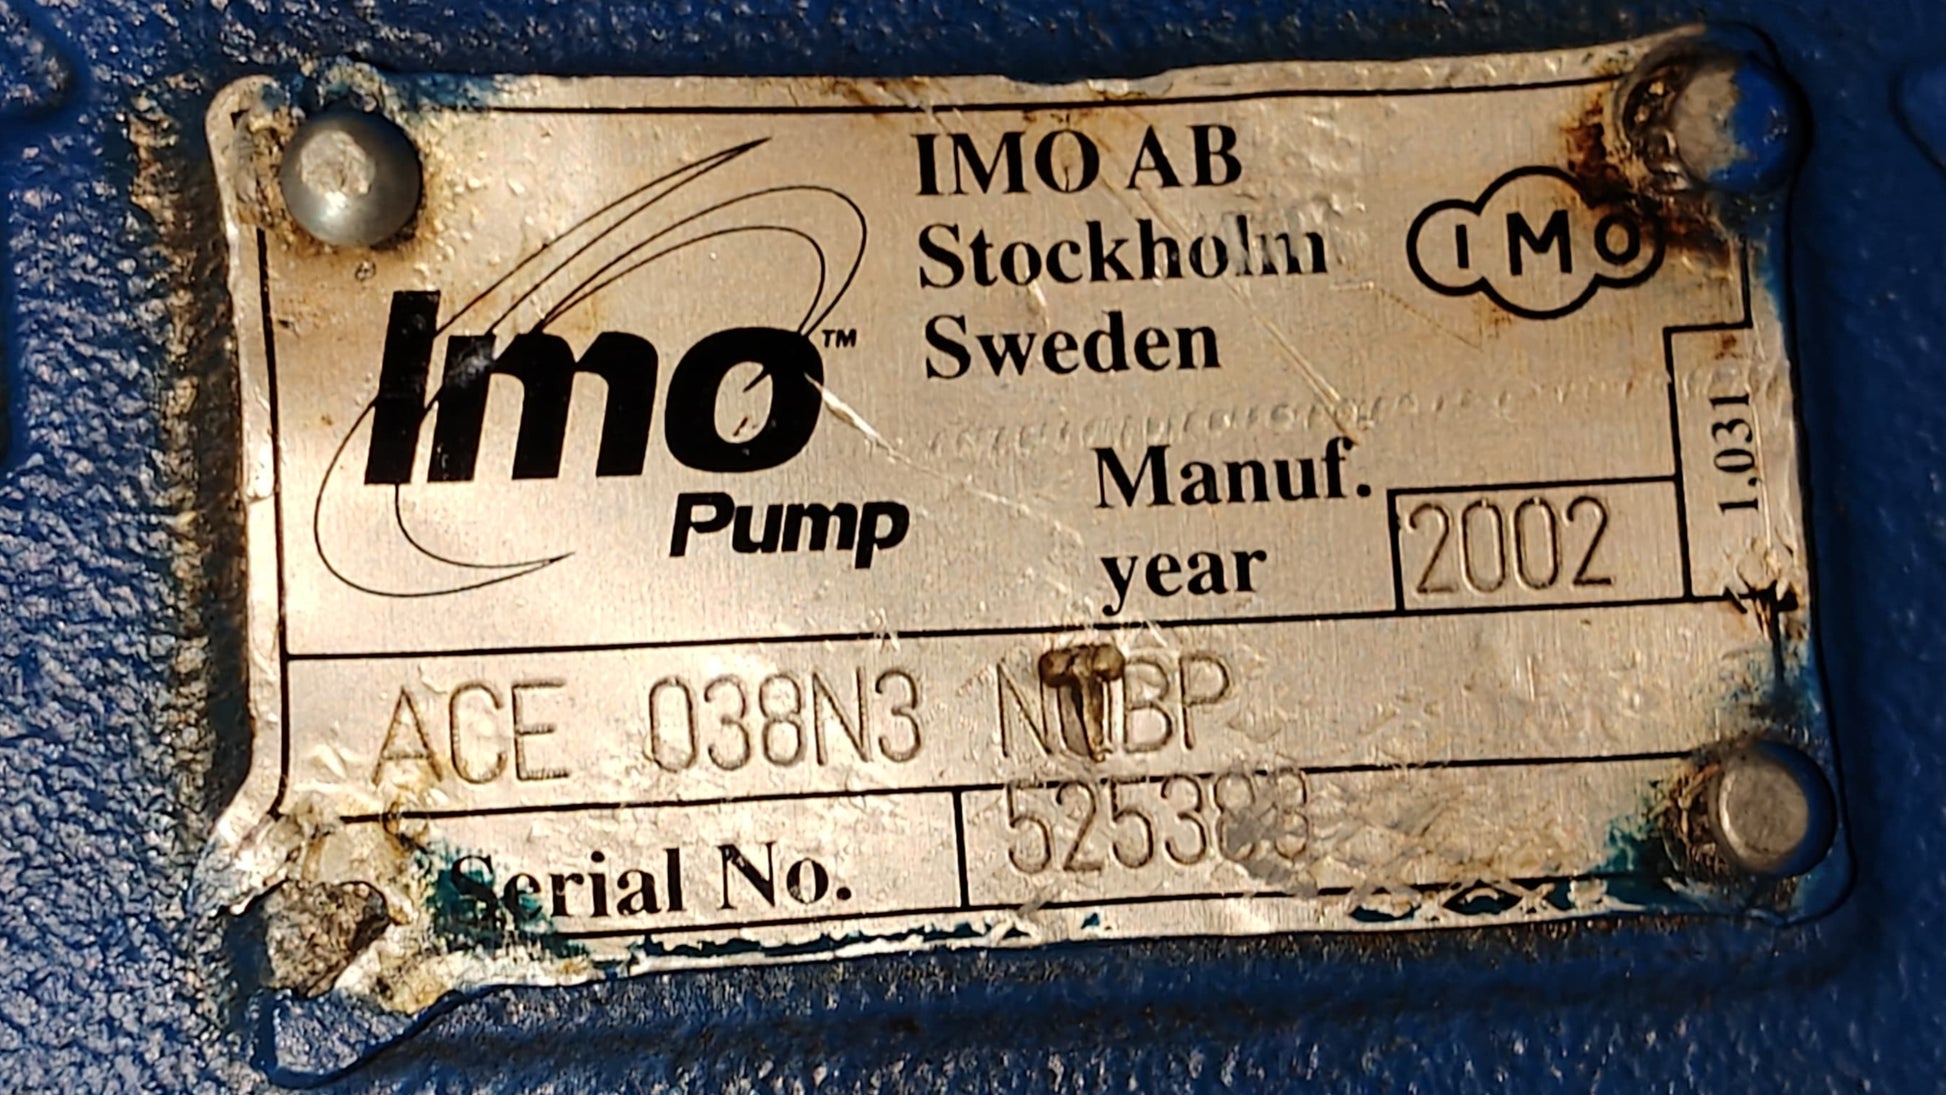 IMO AB
Stockholm
Sweden
IMO
Imo™
Pump
Manuf.
year
2002
1.031
ACE 038N3
Serial No.